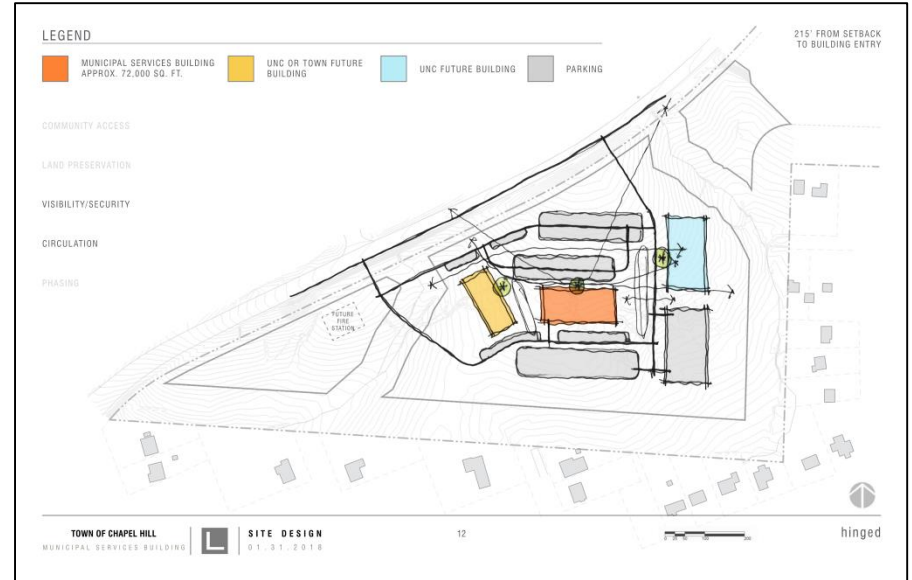 LEGEND
215' FROM SETBACK
TO BUILDING ENTRY
MUNICIPAL SERVICES BUILDING
APPROX. 72,000 SQ. FT.
UNC OR TOWN FUTURE
BUILDING
UNC FUTURE BUILDING
PARKING
COMMUNITY ACCESS
LAND PRESERVATION
VISIBILITY/SECURITY
CIRCULATION
PHASING
FUTURE
FIRE
STATION
TOWN OF CHAPEL HILL
MUNICIPAL SERVICES BUILDING
L
SITE DESIGN
01.31.2018
12
hinged